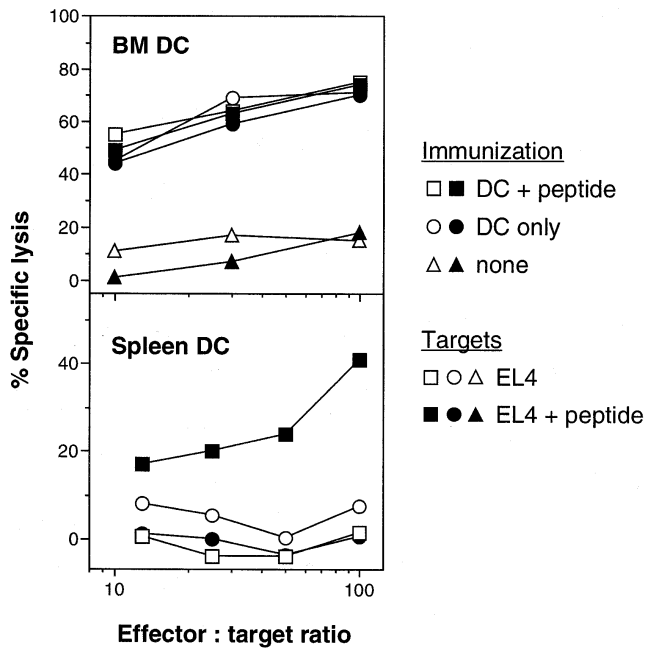 100
BM DC
80
60
40
20
0
% Specific lysis
Spleen DC
40
20
0
10
100
Effector : target ratio
Immunization
DC + peptide
DC only
none
Targets
EL4
EL4 + peptide